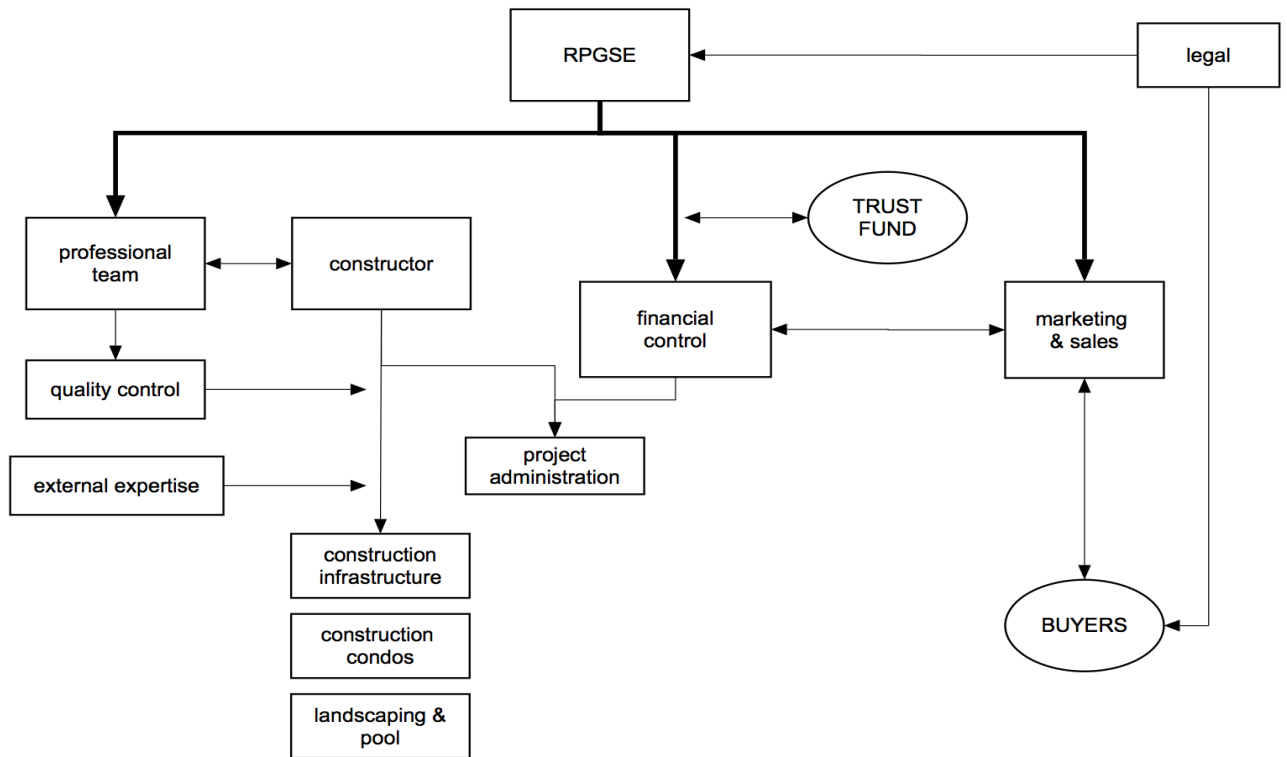 RPGSE
legal
TRUST
FUND
professional
team
constructor
financial
control
marketing
& sales
quality control
project
administration
external expertise
construction
infrastructure
construction
condos
BUYERS
landscaping &
pool